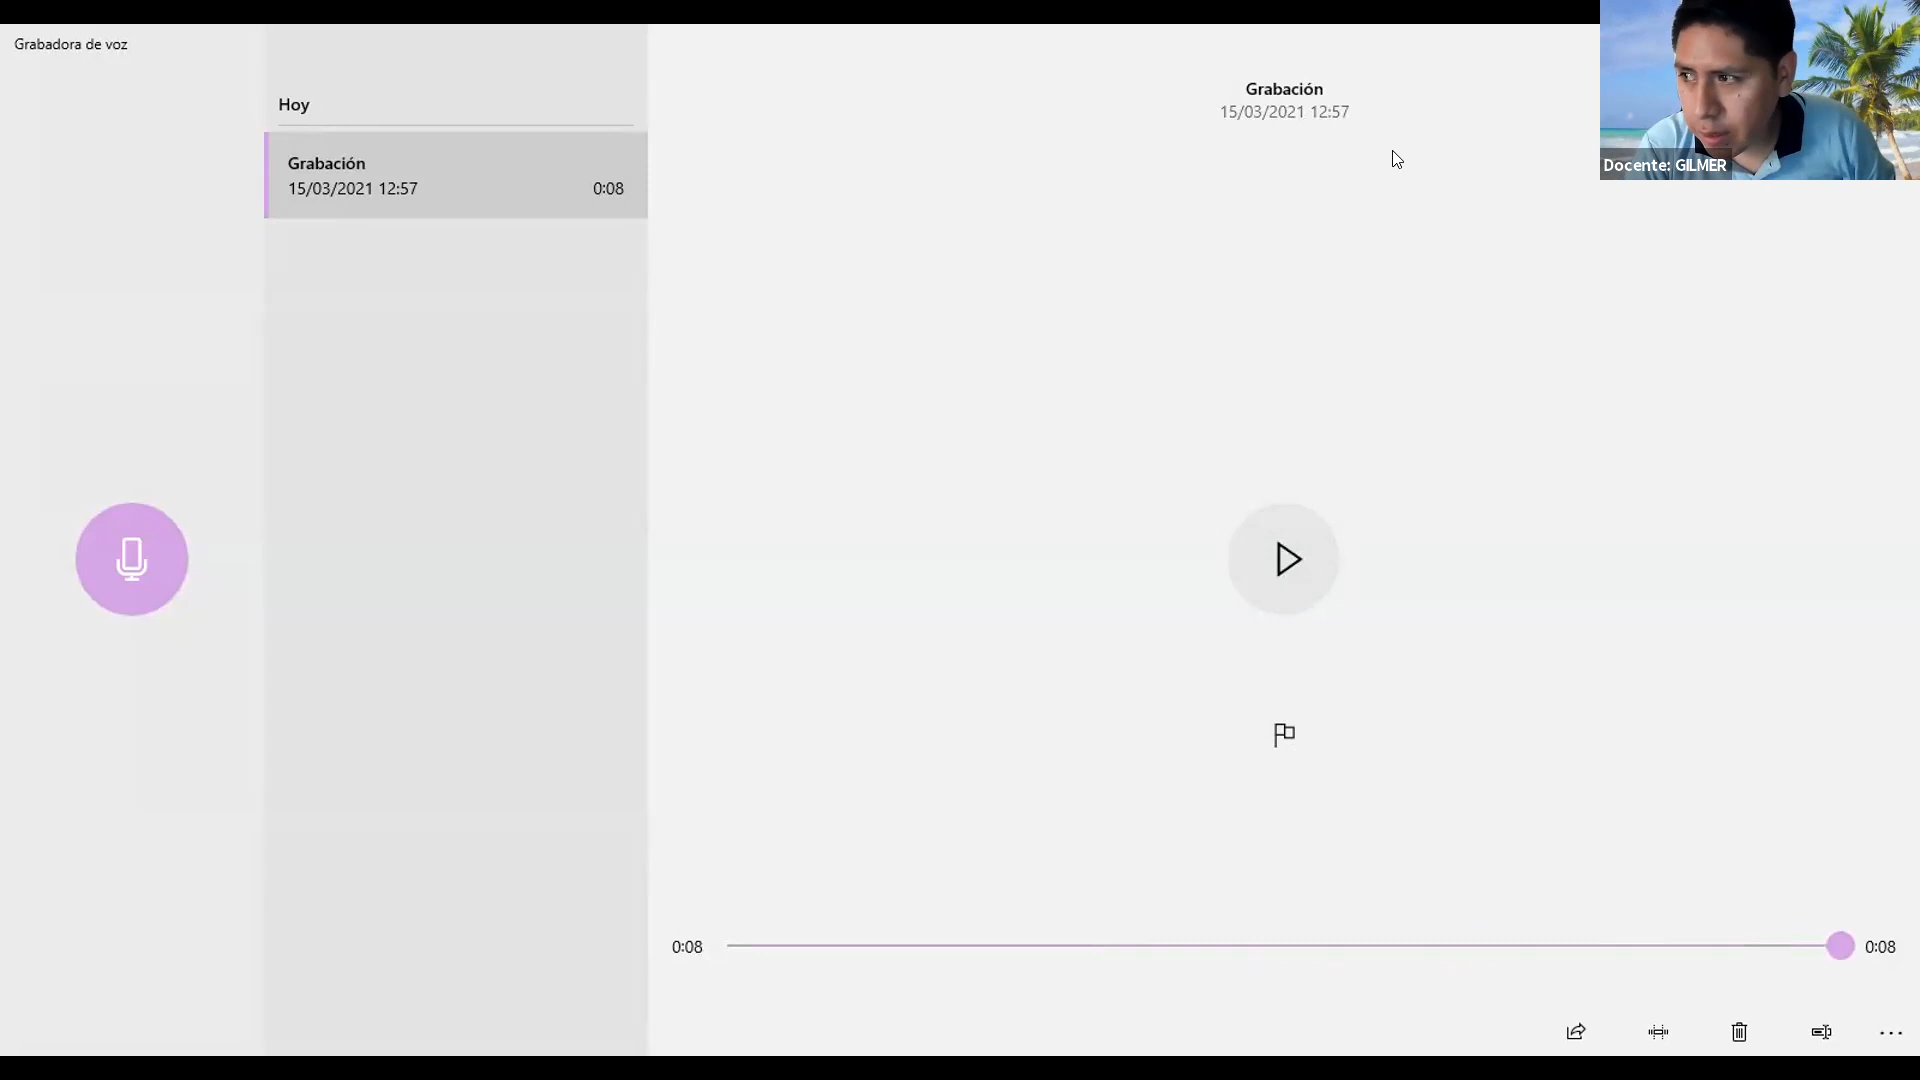 Grabadora de voz
Hoy
Grabación
15/03/2021 12:57
0:08
Grabación
15/03/2021 12:57
Docente: GILMER
0:08
0:08